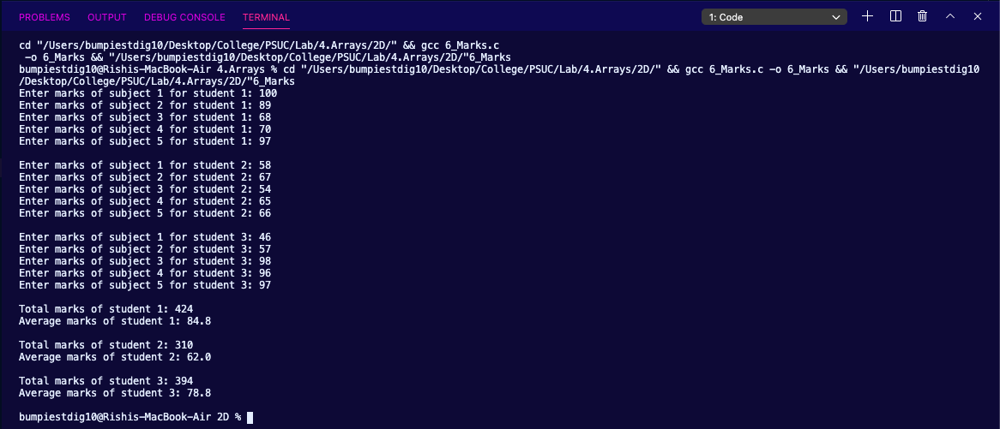 PROBLEMS OUTPUT DEBUG CONSOLE TERMINAL 1: Code
cd "/Users/bumpiestdig10/Desktop/College/PSUC/Lab/4.Arrays/2D/" && gcc 6_Marks.c
 -o 6_Marks && "/Users/bumpiestdig10/Desktop/College/PSUC/Lab/4.Arrays/2D/"6_Marks
bumpiestdig10@Rishis-MacBook-Air 4.Arrays % cd "/Users/bumpiestdig10/Desktop/College/PSUC/Lab/4.Arrays/2D/" && gcc 6_Marks.c -o 6_Marks && "/Users/bumpiestdig10
/Desktop/College/PSUC/Lab/4.Arrays/2D/"6_Marks
Enter marks of subject 1 for student 1: 100
Enter marks of subject 2 for student 1: 89
Enter marks of subject 3 for student 1: 68
Enter marks of subject 4 for student 1: 70
Enter marks of subject 5 for student 1: 97

Enter marks of subject 1 for student 2: 58
Enter marks of subject 2 for student 2: 67
Enter marks of subject 3 for student 2: 54
Enter marks of subject 4 for student 2: 65
Enter marks of subject 5 for student 2: 66

Enter marks of subject 1 for student 3: 46
Enter marks of subject 2 for student 3: 57
Enter marks of subject 3 for student 3: 98
Enter marks of subject 4 for student 3: 96
Enter marks of subject 5 for student 3: 97

Total marks of student 1: 424
Average marks of student 1: 84.8

Total marks of student 2: 310
Average marks of student 2: 62.0

Total marks of student 3: 394
Average marks of student 3: 78.8

bumpiestdig10@Rishis-MacBook-Air 2D %